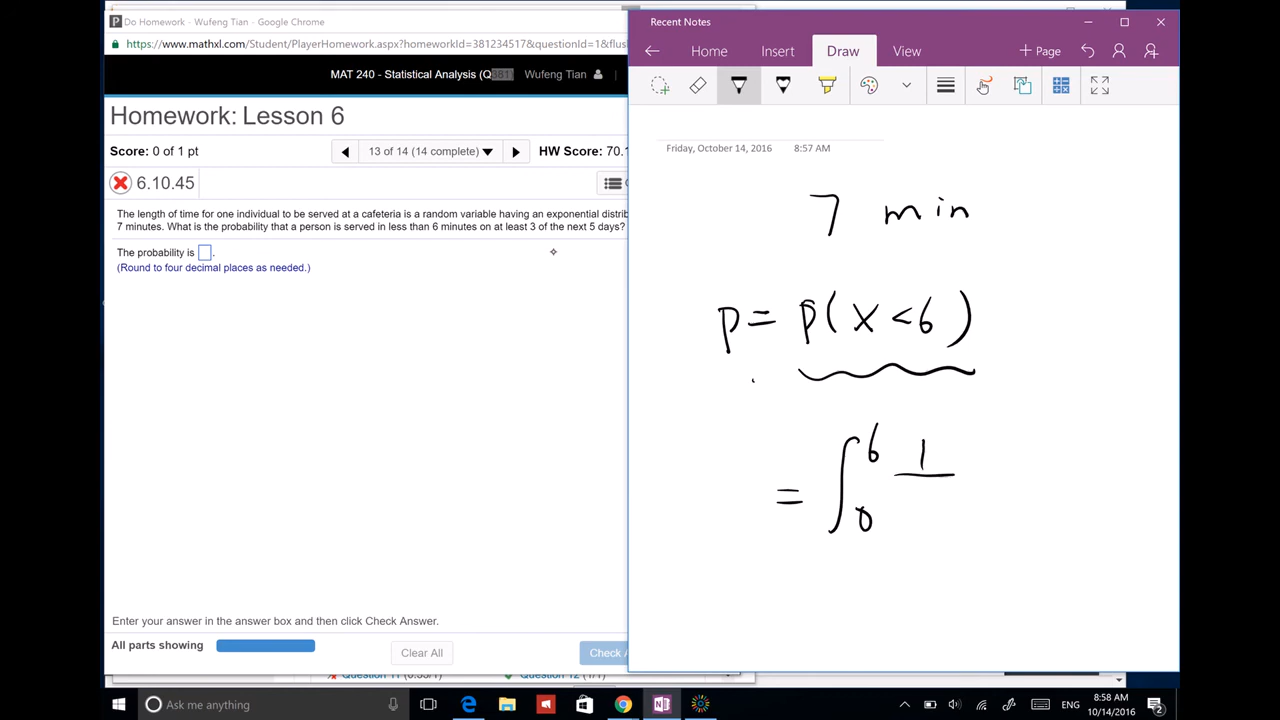 Do Homework - Wufeng Tian - Google Chrome
https://www.mathxl.com/Student/PlayerHomework.aspx?homeworkId=381234517&questionId=1&flus
MAT 240 - Statistical Analysis (Q381) Wufeng Tian
Homework: Lesson 6
Score: 0 of 1 pt
13 of 14 (14 complete)
HW Score: 70.
6.10.45
The length of time for one individual to be served at a cafeteria is a random variable having an exponential distrib
7 minutes. What is the probability that a person is served in less than 6 minutes on at least 3 of the next 5 days?
The probability is .
(Round to four decimal places as needed.)
Enter your answer in the answer box and then click Check Answer.
All parts showing
Clear All
Check A
Recent Notes
Home Insert Draw View + Page
Friday, October 14, 2016 8:57 AM
7 min
p = p(x < 6)
= ∫ 6 0 1
Ask me anything
ENG
8:58 AM
10/14/2016
2